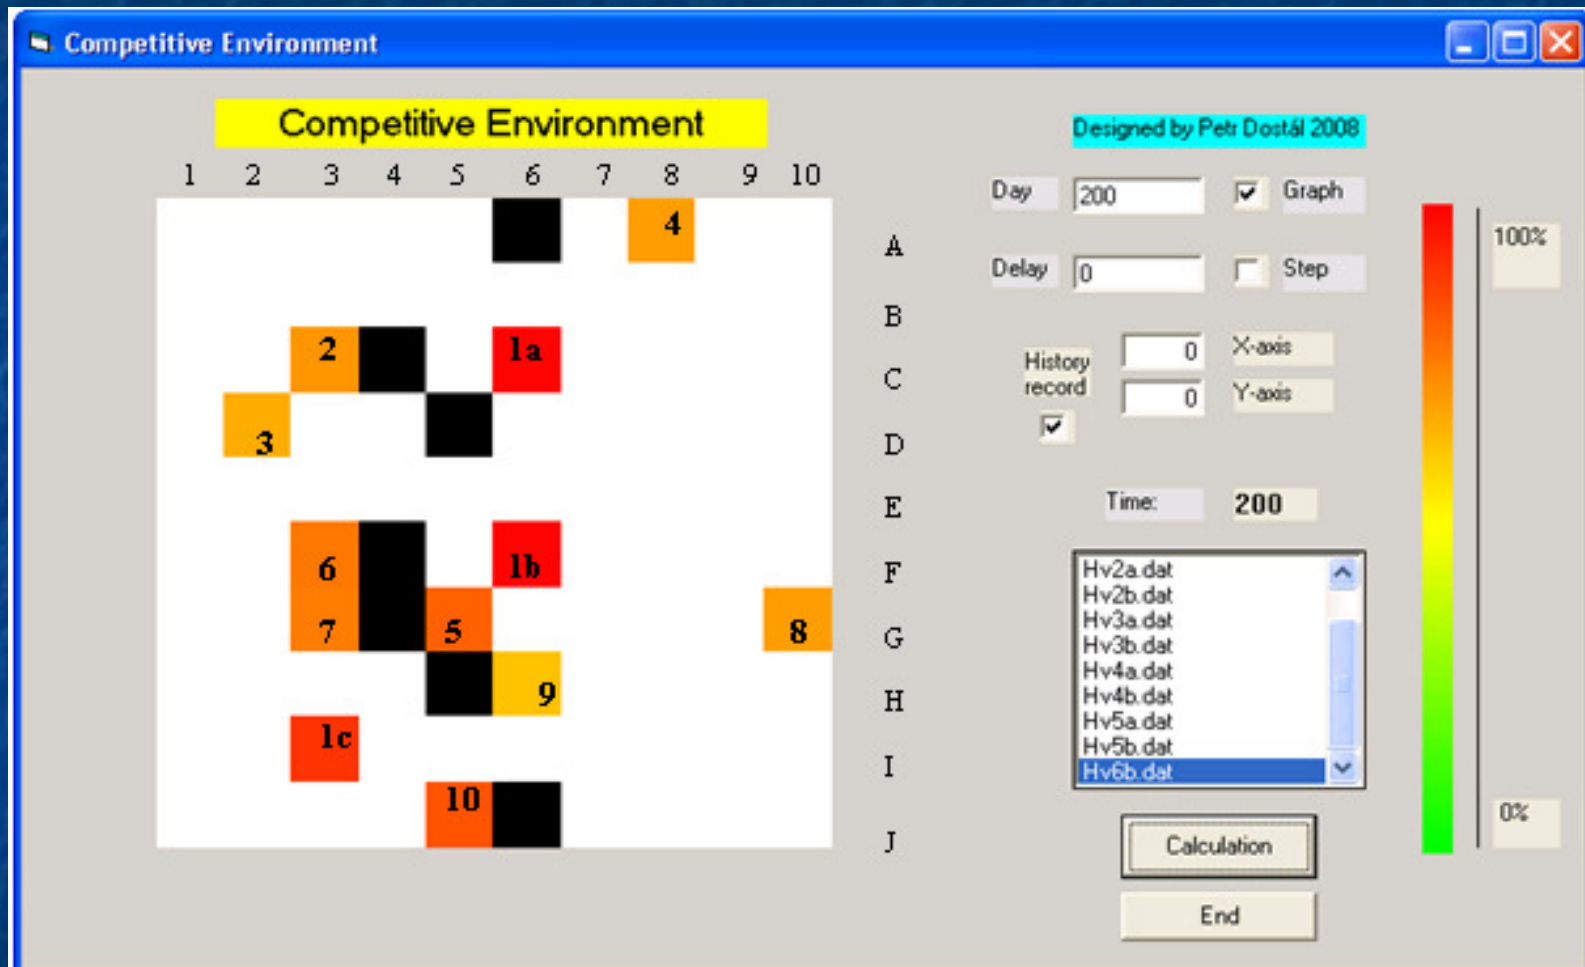 Competitive Environment
Competitive Environment
Designed by Petr Dostál 2008
1 2 3 4 5 6 7 8 9 10
Day 200 Graph
4 A
Delay 0 Step
B
2 1a C
History record
0 X-axis
0 Y-axis
3 D
E
Time: 200
6 1b F
7 5 8 G
9 H
1c I
10 J
100%
0%
Hv2a.dat
Hv2b.dat
Hv3a.dat
Hv3b.dat
Hv4a.dat
Hv4b.dat
Hv5a.dat
Hv5b.dat
Hv6b.dat
Calculation
End